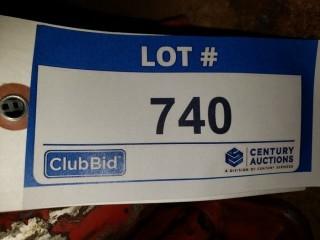 LOT #
740
ClubBid
CENTURY
AUCTIONS
A DIVISION OF CENTURY SERVICES